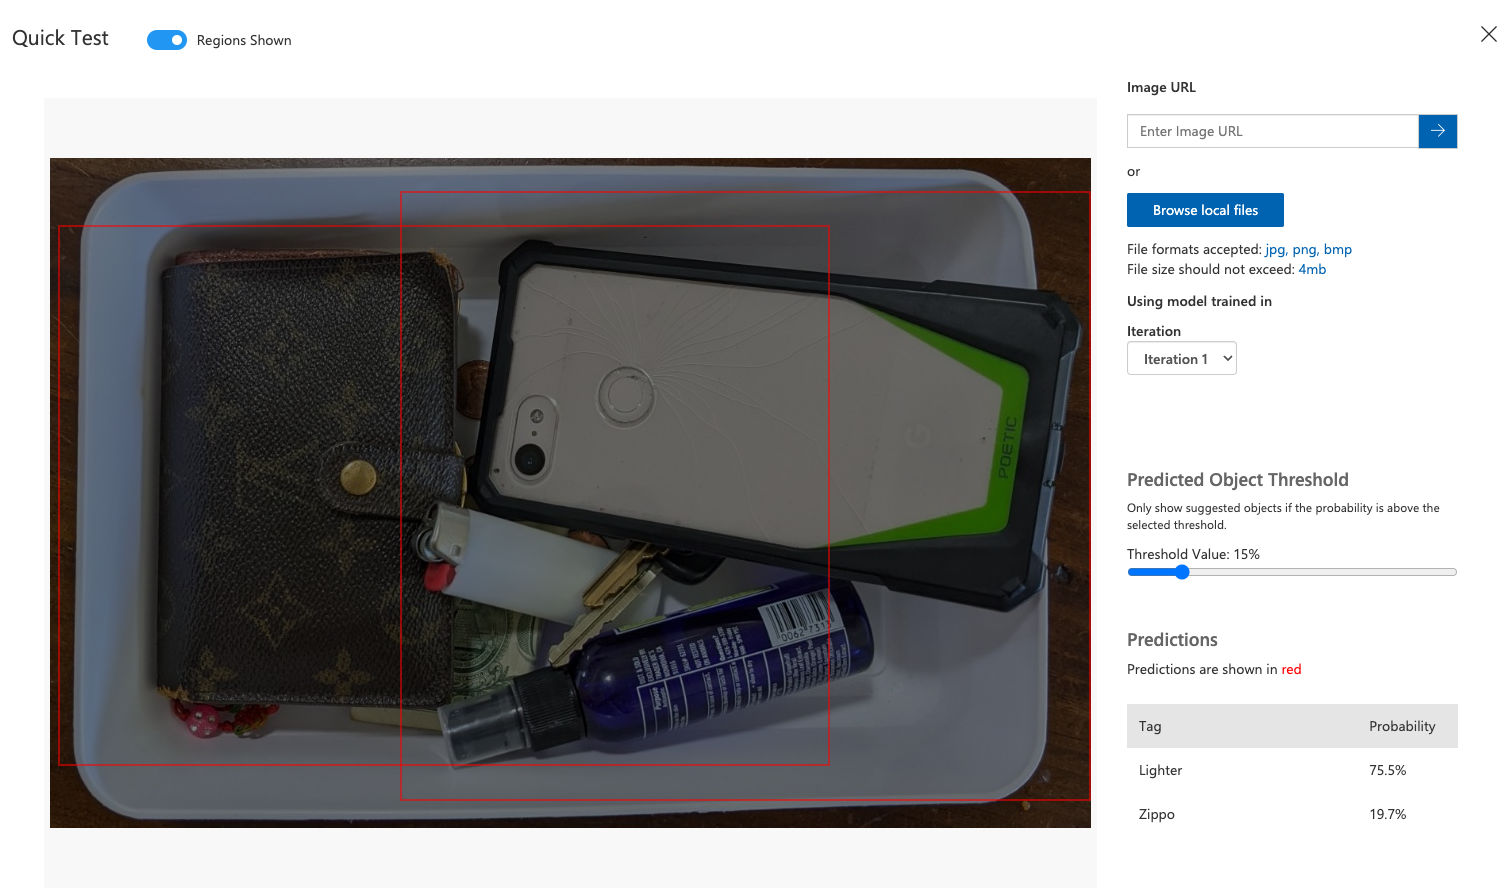 Quick Test
Regions Shown
Image URL
Enter Image URL
or
Browse local files
File formats accepted: jpg, png, bmp
File size should not exceed: 4mb
Using model trained in
Iteration
Iteration 1
Predicted Object Threshold
Only show suggested objects if the probability is above the
selected threshold.
Threshold Value: 15%
Predictions
Predictions are shown in red
Tag Probability
Lighter 75.5%
Zippo 19.7%
POETIC
G
Purpose